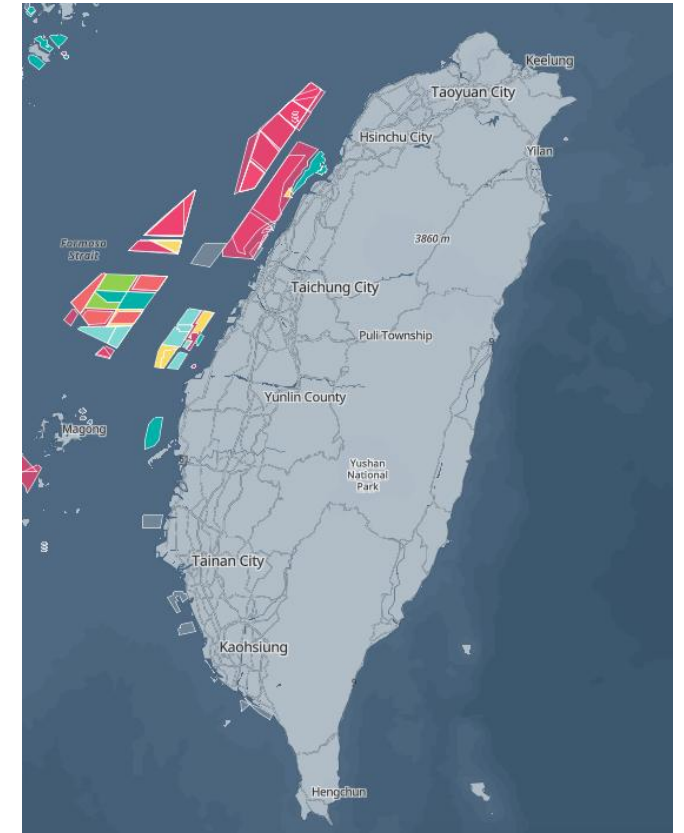 Keelung
Taoyuan City
Hsinchu City
Yilan
3860 m
Formosa
Strait
Taichung City
Puli Township
Yunlin County
Magong
Yushan
National
Park
Tainan City
Kaohsiung
9
Hengchun